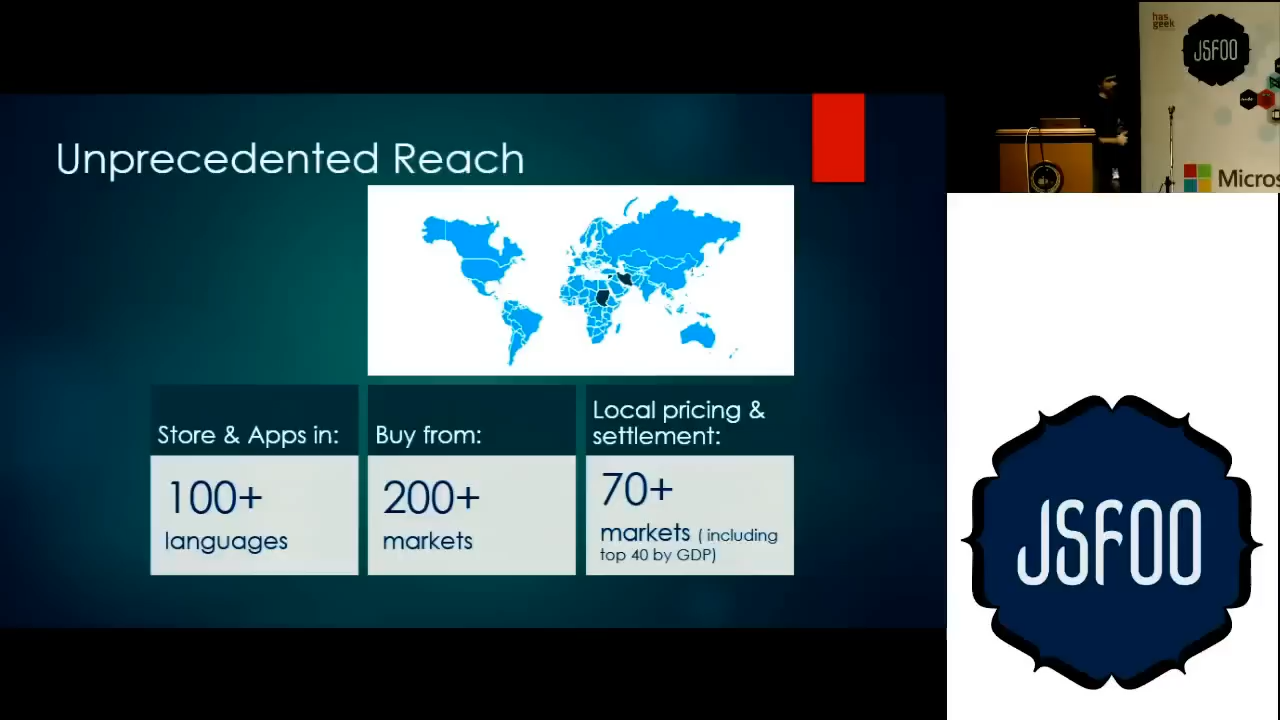 Unprecedented Reach
Store & Apps in:
100+
languages
Buy from:
200+
markets
Local pricing &
settlement:
70+
markets ( including
top 40 by GDP)
has
geek
JSFOO
Micros
JSFOO